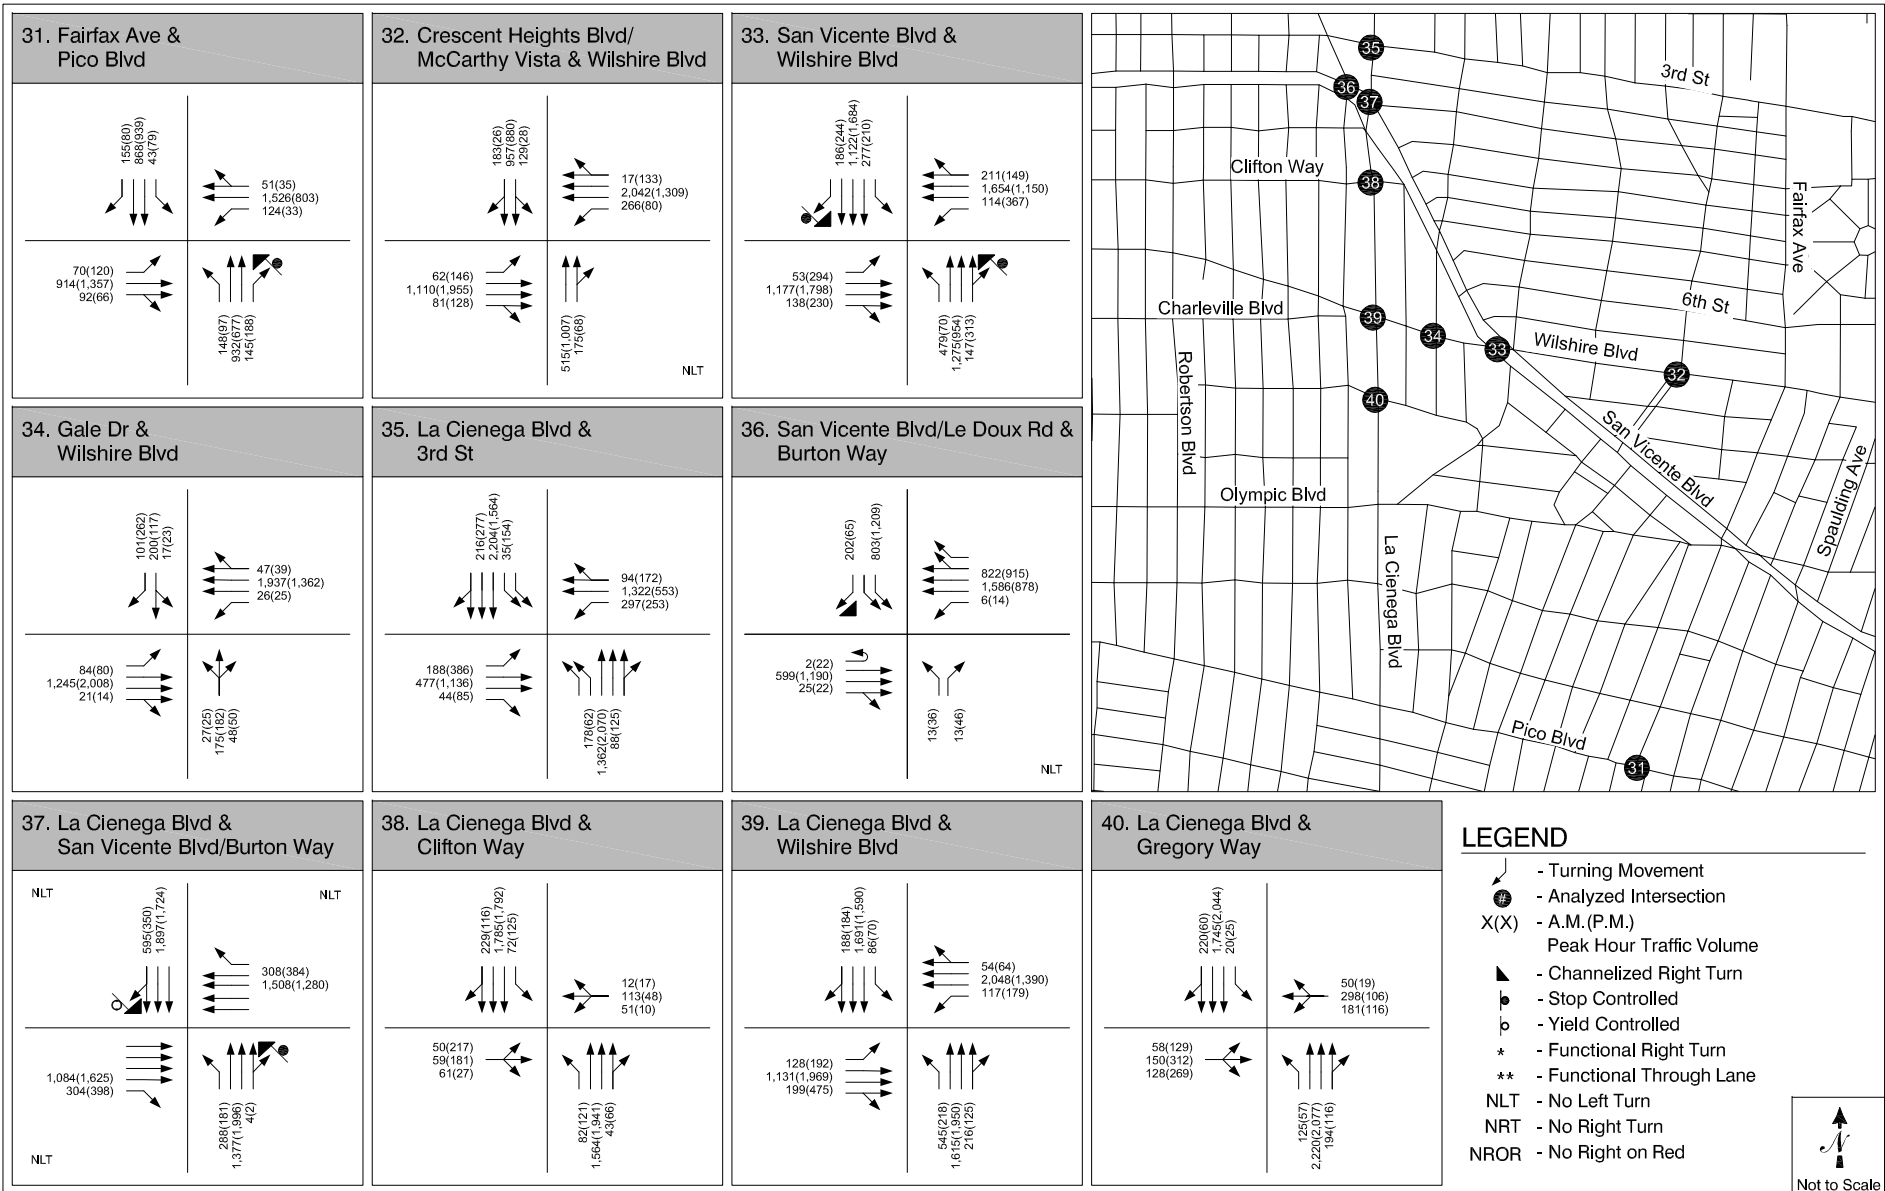 31. Fairfax Ave &
Pico Blvd
155(80)
868(939)
43(79)
51(35)
1,526(803)
124(33)
70(120)
914(1,357)
92(66)
148(97)
932(677)
145(188)
32. Crescent Heights Blvd/
McCarthy Vista & Wilshire Blvd
183(26)
957(880)
129(28)
17(133)
2,042(1,309)
266(80)
62(146)
1,110(1,955)
81(128)
515(1,007)
175(68)
NLT
33. San Vicente Blvd &
Wilshire Blvd
186(244)
1,122(1,684)
277(210)
211(149)
1,654(1,150)
114(367)
53(294)
1,177(1,798)
138(230)
479(70)
1,275(954)
147(313)
34. Gale Dr &
Wilshire Blvd
101(262)
200(117)
17(23)
47(39)
1,937(1,362)
26(25)
84(80)
1,245(2,008)
21(14)
27(25)
175(182)
48(50)
35. La Cienega Blvd &
3rd St
216(277)
2,204(1,564)
35(154)
94(172)
1,322(553)
297(253)
188(386)
477(1,136)
44(85)
178(62)
1,362(2,070)
88(125)
36. San Vicente Blvd/Le Doux Rd &
Burton Way
202(65)
803(1,209)
822(915)
1,586(878)
6(14)
2(22)
599(1,190)
25(22)
13(36)
13(46)
NLT
37. La Cienega Blvd &
San Vicente Blvd/Burton Way
NLT
NLT
595(350)
1,897(1,724)
308(384)
1,508(1,280)
1,084(1,625)
304(398)
288(181)
1,377(1,996)
4(2)
NLT
38. La Cienega Blvd &
Clifton Way
229(116)
1,785(1,792)
72(125)
12(17)
113(48)
51(10)
50(217)
59(181)
61(27)
82(121)
1,564(1,941)
43(66)
39. La Cienega Blvd &
Wilshire Blvd
188(184)
1,691(1,590)
86(70)
54(64)
2,048(1,390)
117(179)
128(192)
1,131(1,969)
199(475)
545(218)
1,615(1,950)
216(125)
40. La Cienega Blvd &
Gregory Way
220(60)
1,745(2,044)
20(25)
50(19)
298(106)
181(116)
58(129)
150(312)
128(269)
125(57)
2,220(2,077)
194(116)
35
36
37
3rd St
Clifton Way
38
Fairfax Ave
6th St
Charleville Blvd
39
34
33
Wilshire Blvd
32
Robertson Blvd
40
San Vicente Blvd
Olympic Blvd
Spaulding Ave
La Cienega Blvd
Pico Blvd
31
LEGEND
- Turning Movement
# - Analyzed Intersection
X(X) - A.M.(P.M.)
Peak Hour Traffic Volume
- Channelized Right Turn
- Stop Controlled
- Yield Controlled
* - Functional Right Turn
** - Functional Through Lane
NLT - No Left Turn
NRT - No Right Turn
NROR - No Right on Red
N
Not to Scale